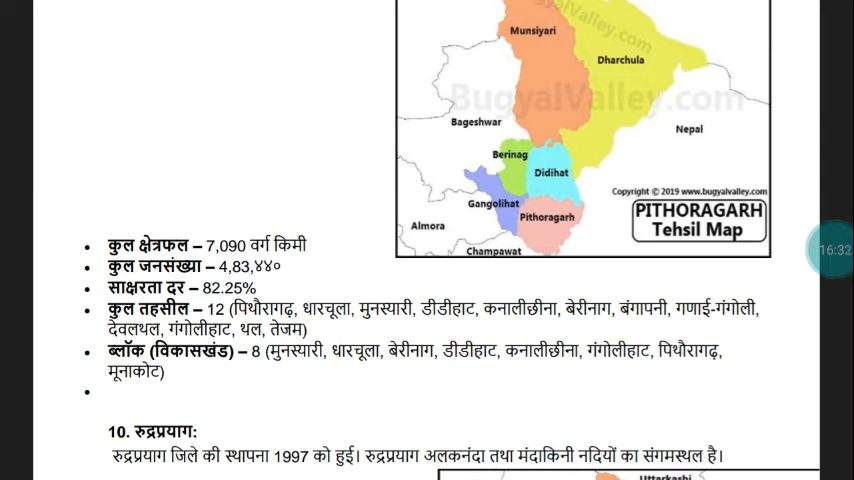 Munsiyari
Dharchula
BugyalValley.com
Bageshwar
Nepal
Berinag
Didihat
Copyright © 2019 www.bugyalvalley.com
Gangolihat
Pithoragarh
PITHORAGARH
Tehsil Map
Almora
Champawat
16:32
• कुल क्षेत्रफल – 7,090 वर्ग किमी
• कुल जनसंख्या – 4,83,४४०
• साक्षरता दर – 82.25%
• कुल तहसील – 12 (पिथौरागढ़, धारचूला, मुनस्यारी, डीडीहाट, कनालीछीना, बेरीनाग, बंगापनी, गणाई-गंगोली,
देवलथल, गंगोलीहाट, थल, तेजम)
• ब्लॉक (विकासखंड) – 8 (मुनस्यारी, धारचूला, बेरीनाग, डीडीहाट, कनालीछीना, गंगोलीहाट, पिथौरागढ़,
मूनाकोट)
•
10. रुद्रप्रयाग:
रुद्रप्रयाग जिले की स्थापना 1997 को हुई। रुद्रप्रयाग अलकनंदा तथा मंदाकिनी नदियों का संगमस्थल है।
Uttarkashi